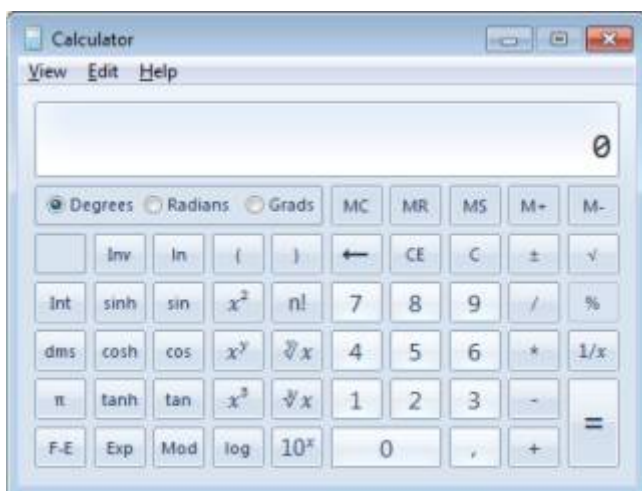 Calculator
View Edit Help
0
Degrees Radians Grads MC MR MS M+ M-
Inv ln ( ) ← CE C ± √
Int sinh sin x² n! 7 8 9 / %
dms cosh cos xʸ ʸ√x 4 5 6 * 1/x
π tanh tan x³ ³√x 1 2 3 - =
F-E Exp Mod log 10ˣ 0 , +